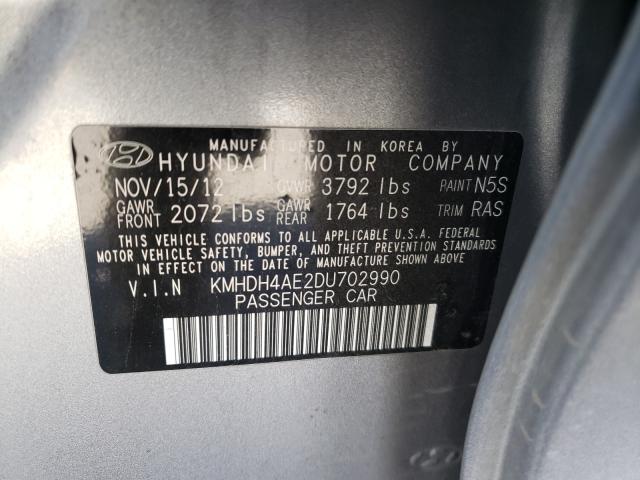 MANUFACTURED IN KOREA BY
HYUNDAI MOTOR COMPANY
NOV/15/12 GVWR 3792 lbs PAINT N5S
GAWR FRONT 2072 lbs GAWR REAR 1764 lbs TRIM RAS
THIS VEHICLE CONFORMS TO ALL APPLICABLE U.S.A. FEDERAL
MOTOR VEHICLE SAFETY, BUMPER, AND THEFT PREVENTION STANDARDS
IN EFFECT ON THE DATE OF MANUFACTURE SHOWN ABOVE
V.I.N KMHDH4AE2DU702990
PASSENGER CAR